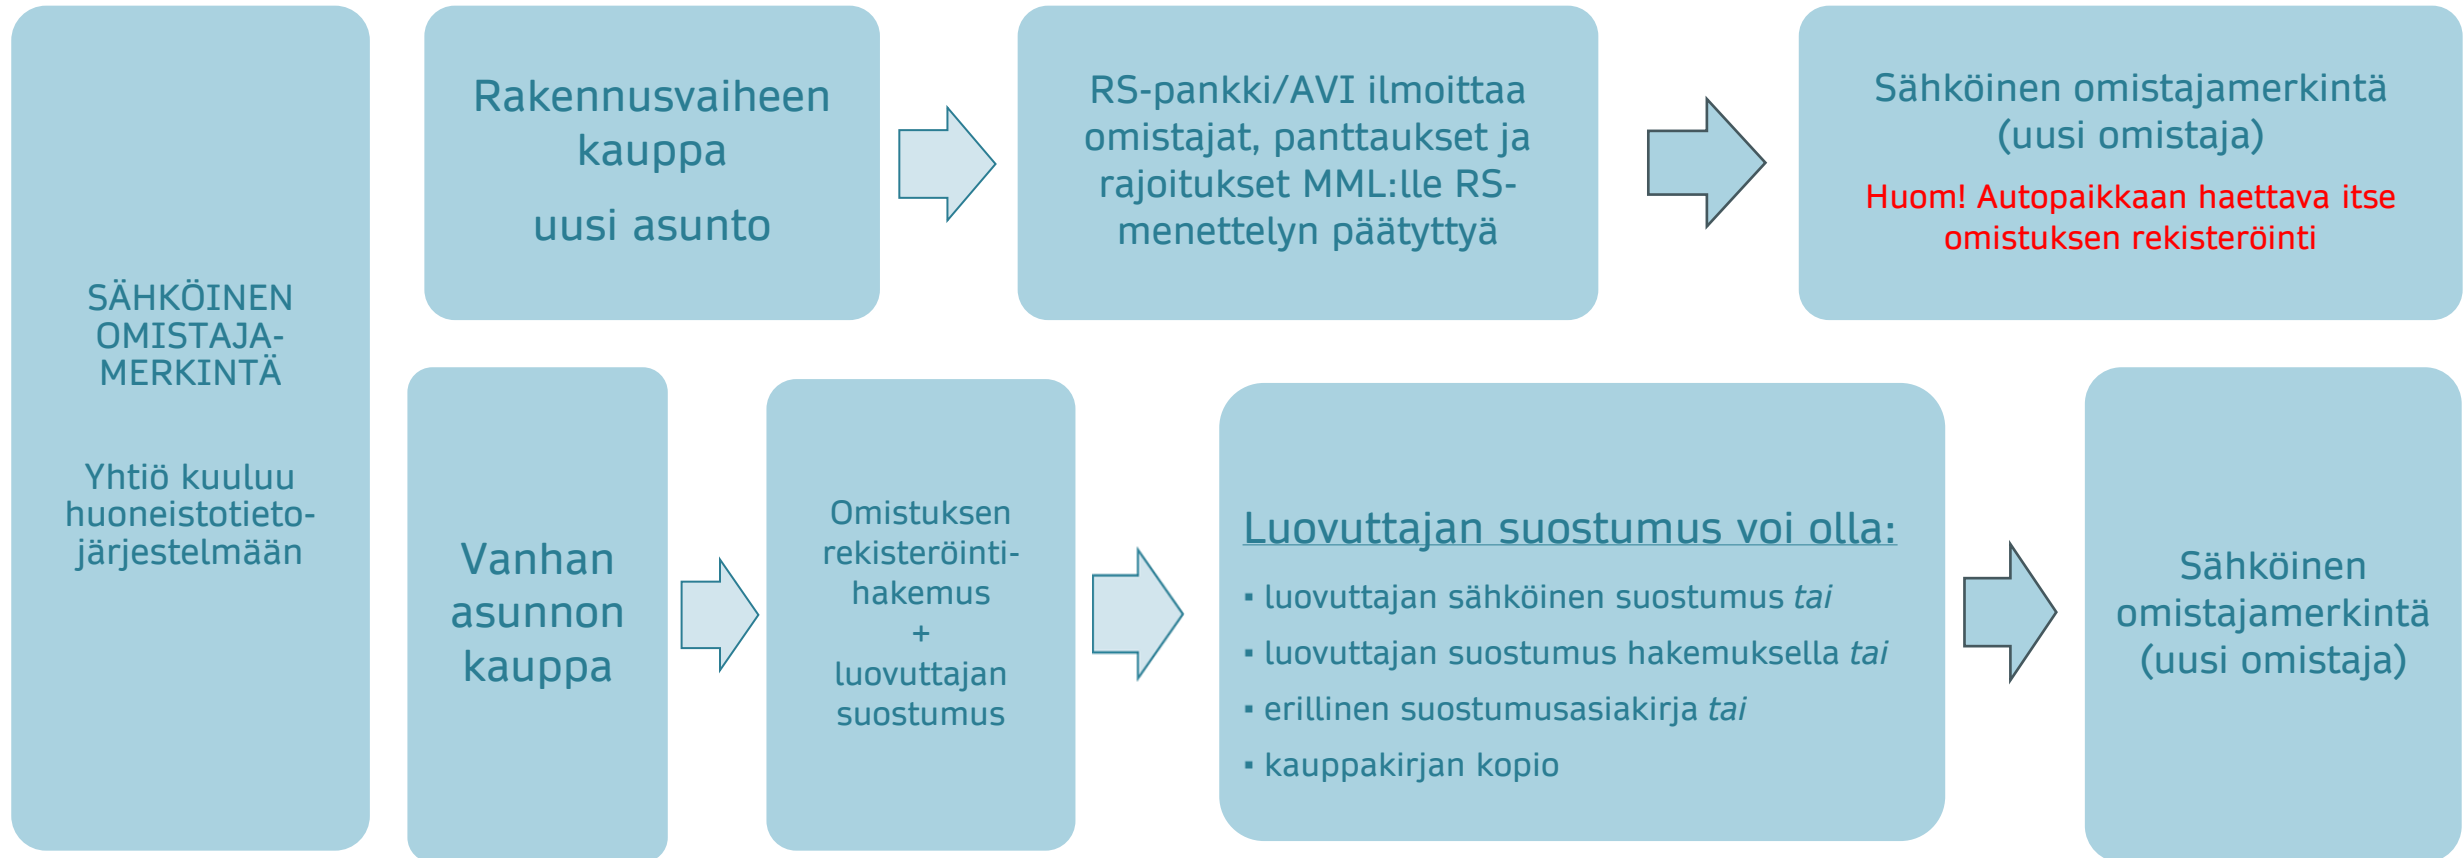 SÄHKÖINEN
OMISTAJA-
MERKINTÄ
Yhtiö kuuluu
huoneistotieto-
järjestelmään
Rakennusvaiheen
kauppa
uusi asunto
RS-pankki/AVI ilmoittaa
omistajat, panttaukset ja
rajoitukset MML:lle RS-
menettelyn päätyttyä
Sähköinen omistajamerkintä
(uusi omistaja)
Huom! Autopaikkaan haettava itse
omistuksen rekisteröinti
Vanhan
asunnon
kauppa
Omistuksen
rekisteröinti-
hakemus
+
luovuttajan
suostumus
Luovuttajan suostumus voi olla:
▪ luovuttajan sähköinen suostumus tai
▪ luovuttajan suostumus hakemuksella tai
▪ erillinen suostumusasiakirja tai
▪ kauppakirjan kopio
Sähköinen
omistajamerkintä
(uusi omistaja)